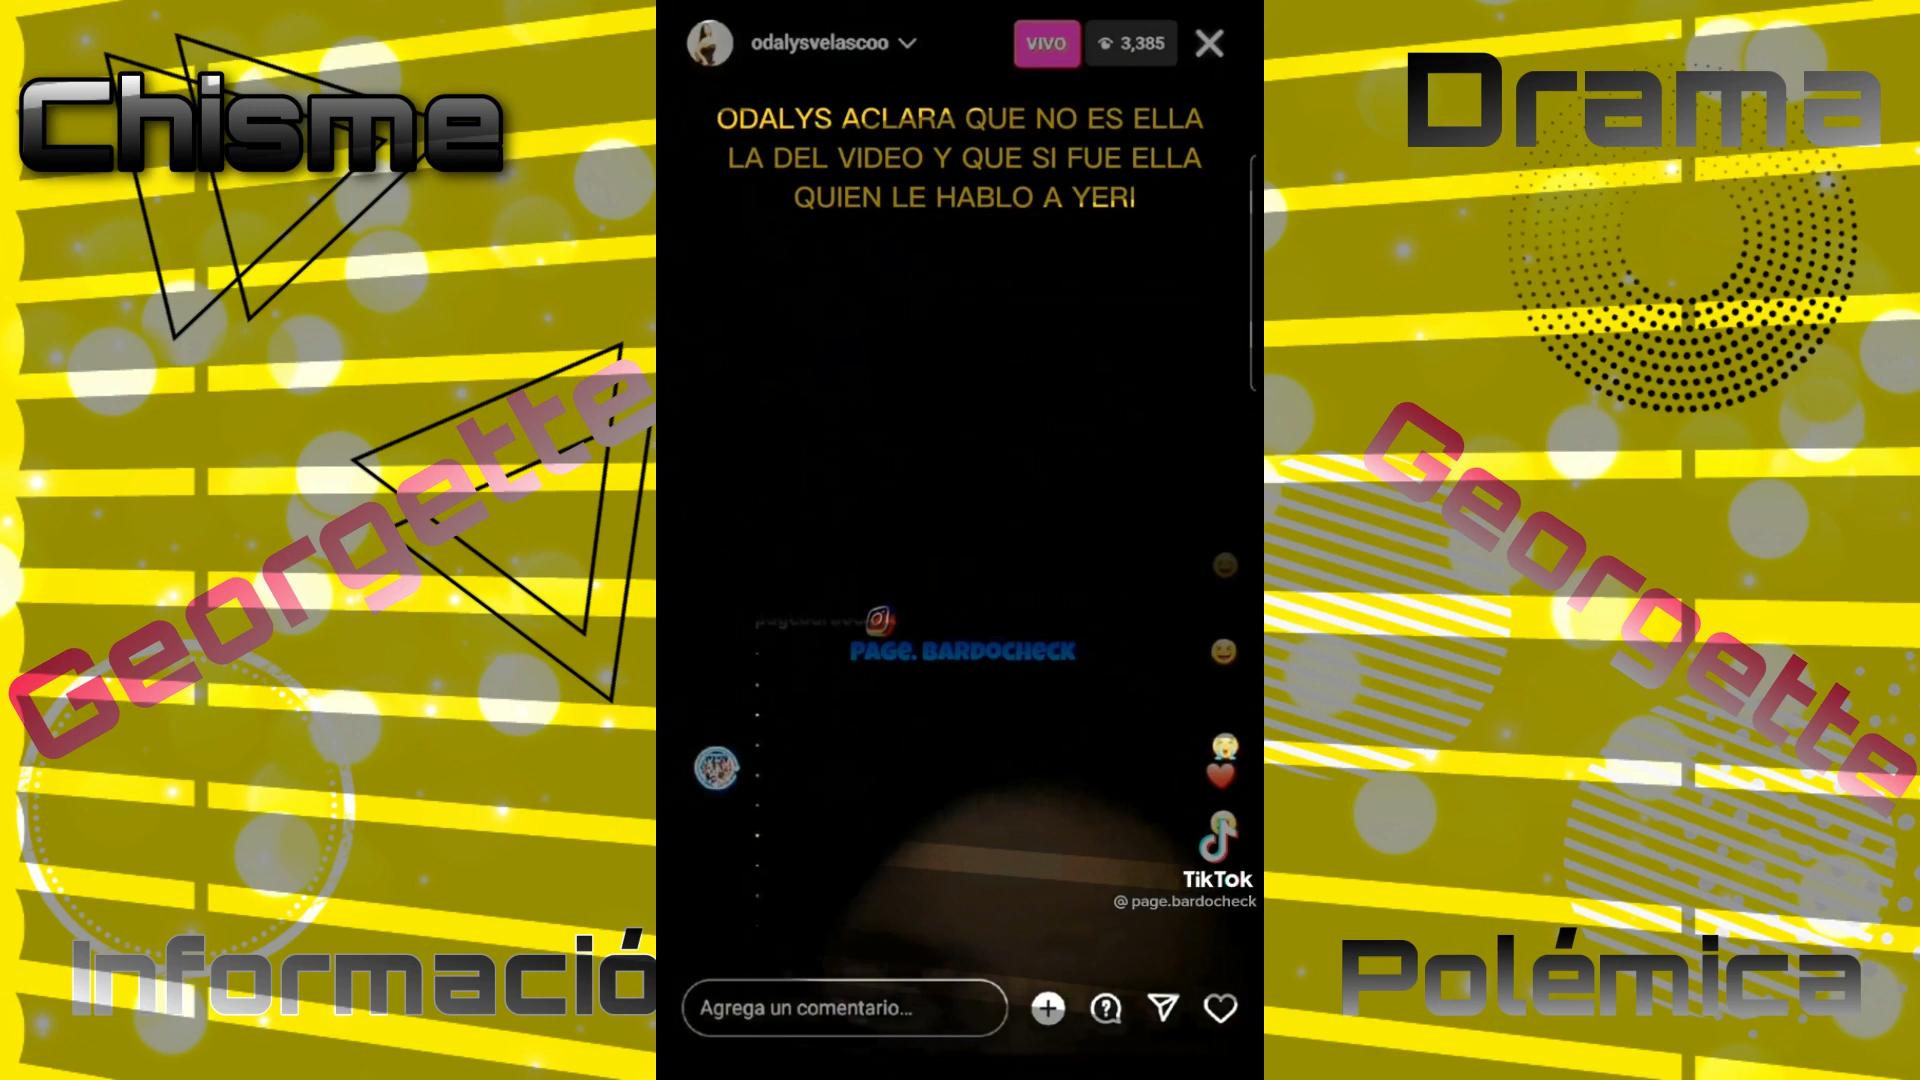 Chisme
Drama
odalysvelascoo
VIVO
3,385
ODALYS ACLARA QUE NO ES ELLA
LA DEL VIDEO Y QUE SI FUE ELLA
QUIEN LE HABLO A YERI
Georgette
Georgette
PAGE. BARDOCHECK
TikTok
@page.bardocheck
Informació
Polémica
Agrega un comentario...